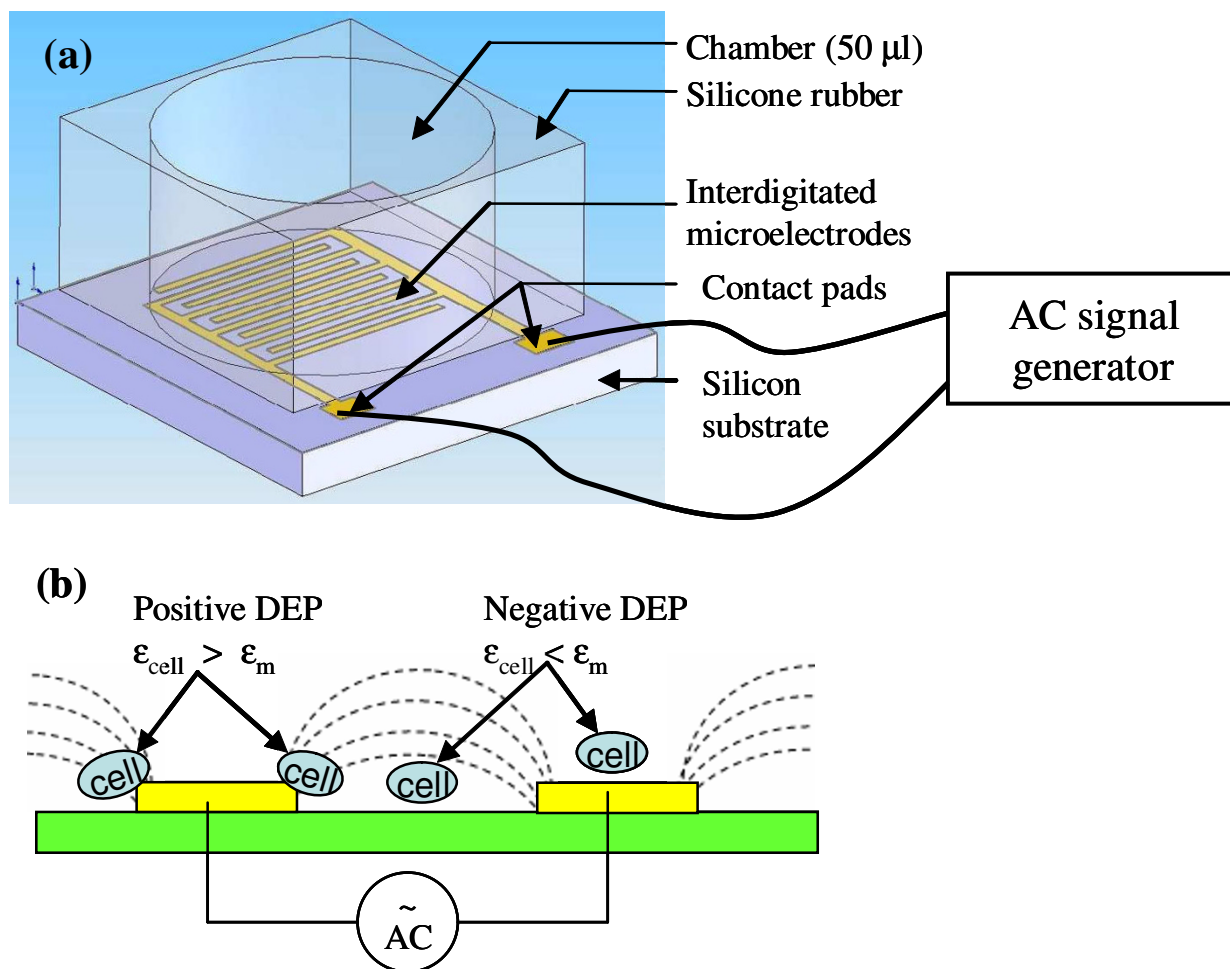 (a)
Chamber (50 μl)
Silicone rubber
Interdigitated
microelectrodes
Contact pads
Silicon
substrate
AC signal
generator
(b)
Positive DEP
εcell > εm
Negative DEP
εcell < εm
cell
cell
cell
cell
~
AC